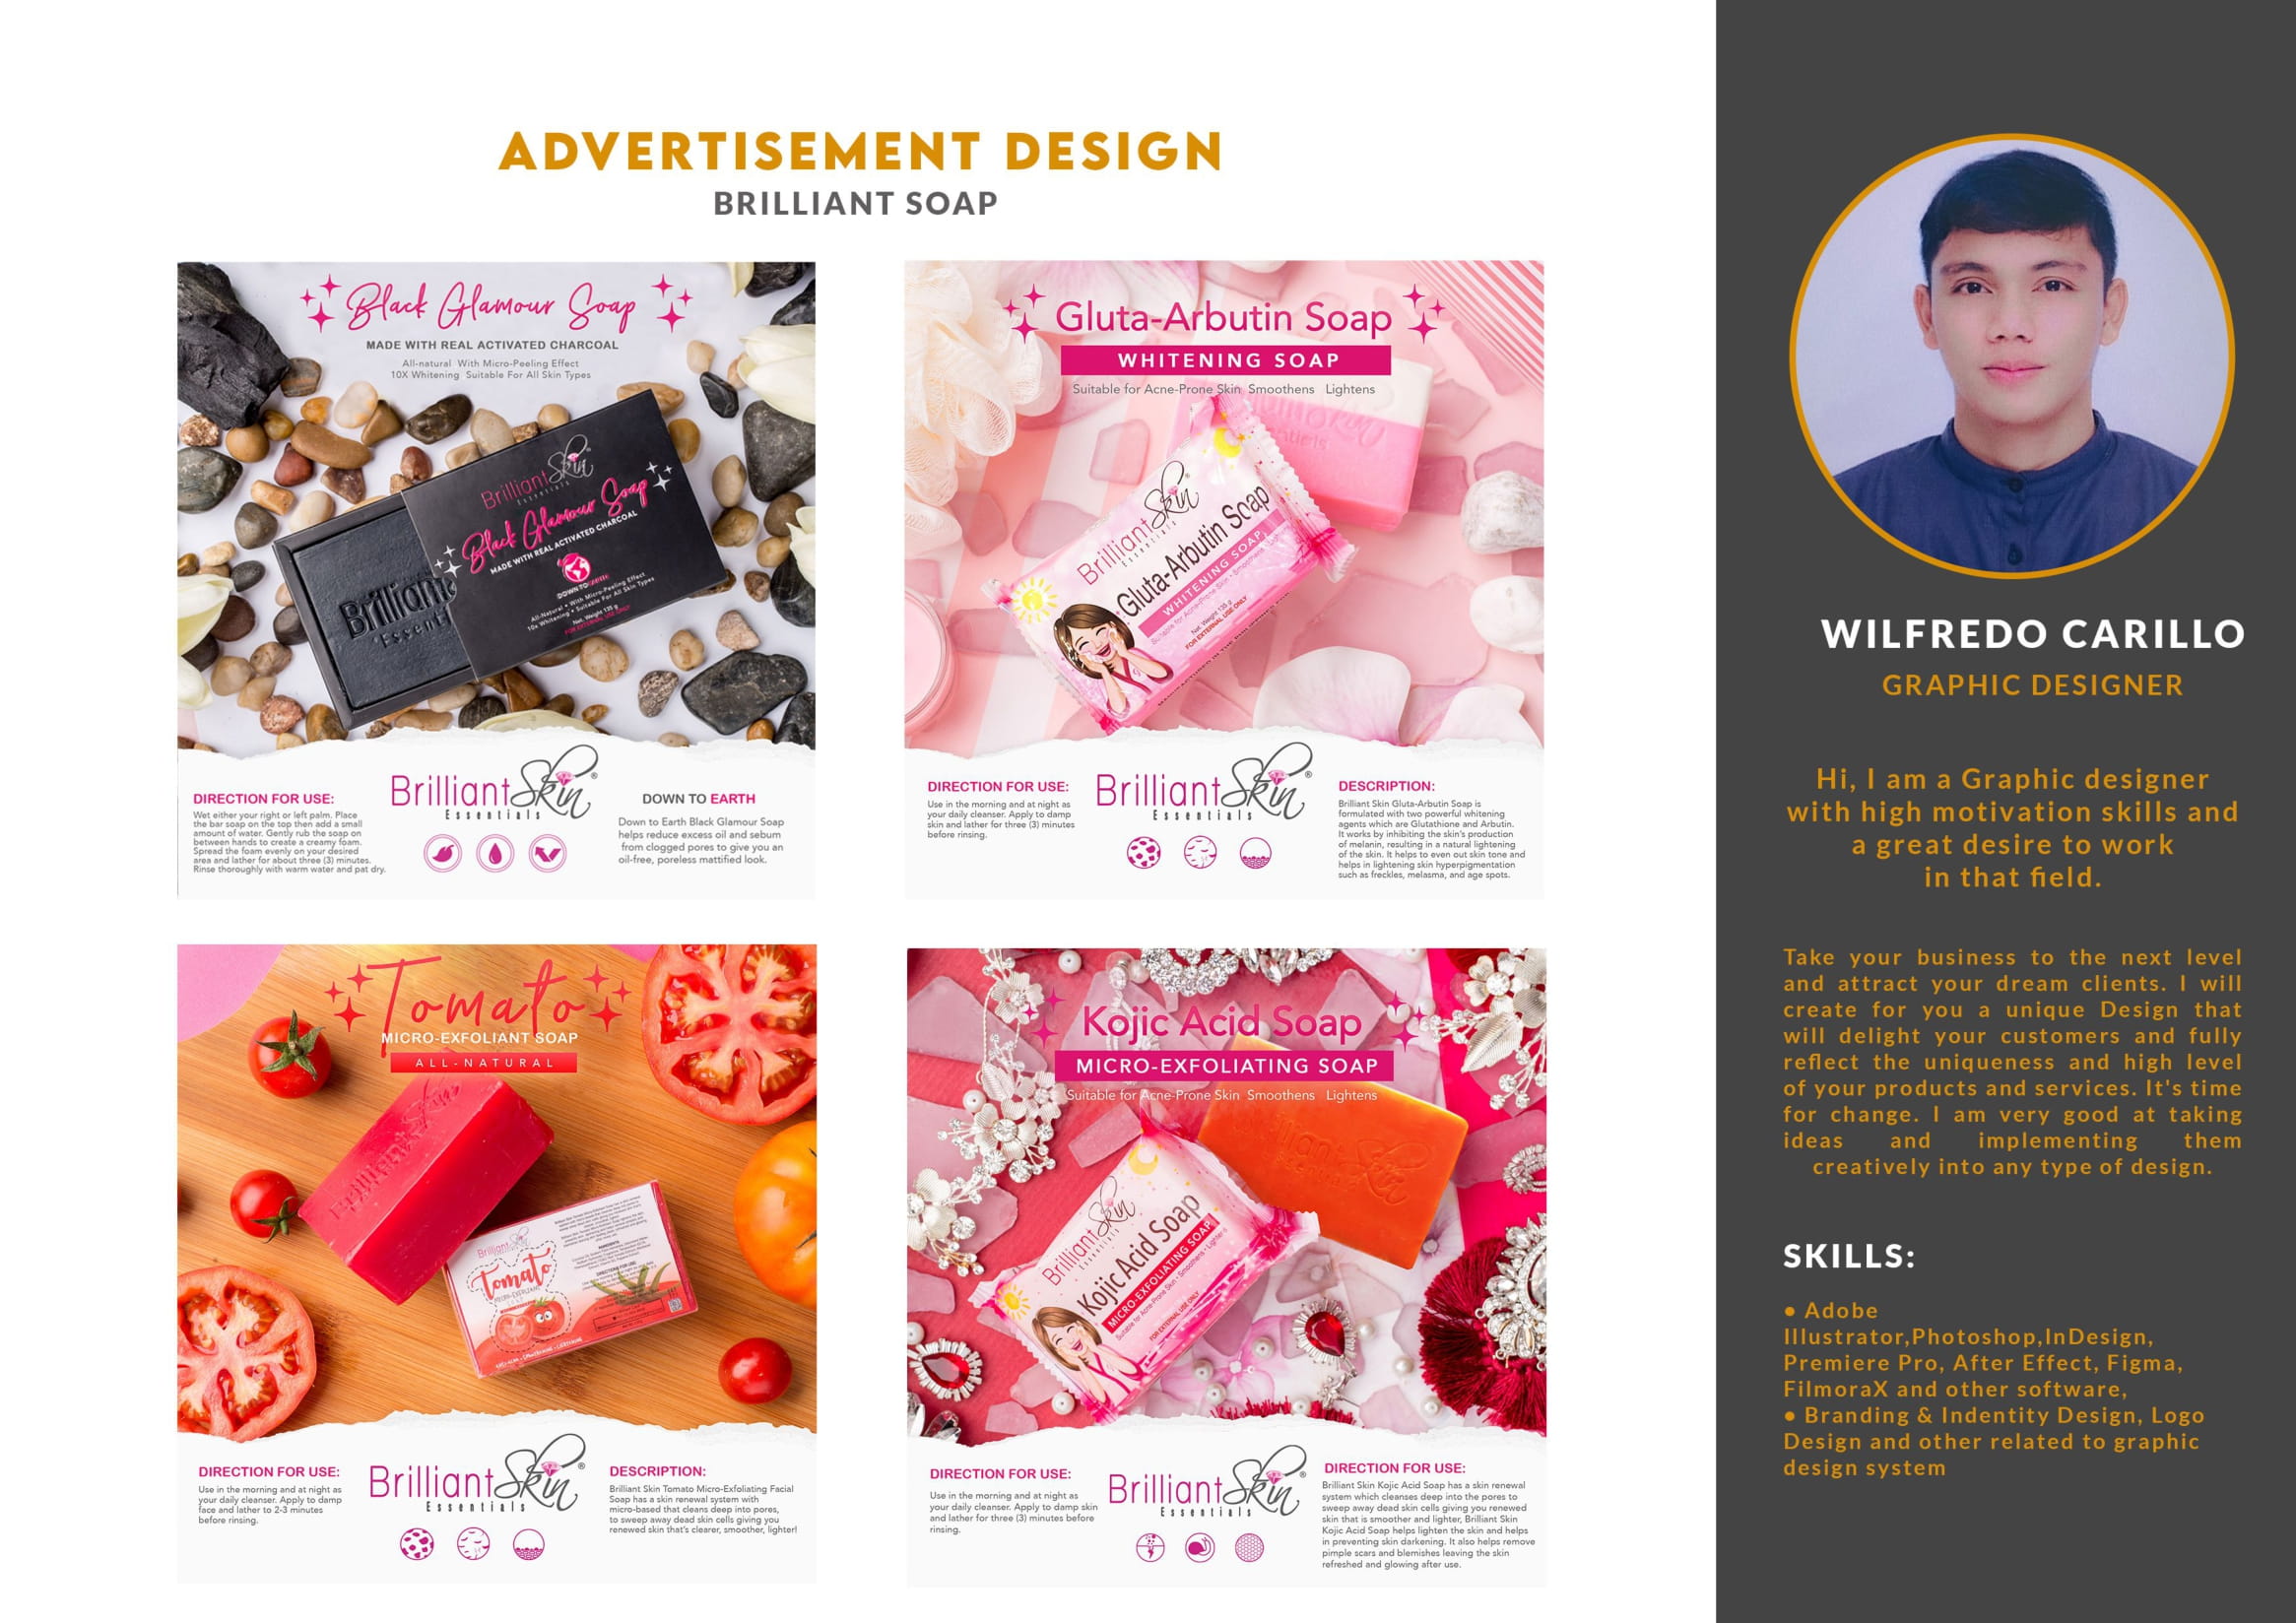 ADVERTISEMENT DESIGN
BRILLIANT SOAP
Black Glamour Soap
MADE WITH REAL ACTIVATED CHARCOAL
All-natural With Micro-Peeling Effect
10X Whitening Suitable For All Skin Types
Brilliant Skin
Essentials
Black Glamour Soap
MADE WITH REAL ACTIVATED CHARCOAL
DOWN TO EARTH
All-Natural • With Micro-Peeling Effect
10x Whitening • Suitable For All Skin Types
Net. Weight 135 g
FOR EXTERNAL USE ONLY
Brilliant
Essenti
DIRECTION FOR USE:
Wet either your right or left palm. Place
the bar soap on the top then add a small
amount of water. Gently rub the soap on
between hands to create a creamy foam.
Spread the foam evenly on your desired
area and lather for about three (3) minutes.
Rinse thoroughly with warm water and pat dry.
Brilliant Skin ®
Essentials
DOWN TO EARTH
Down to Earth Black Glamour Soap
helps reduce excess oil and sebum
from clogged pores to give you an
oil-free, poreless mattified look.
Gluta-Arbutin Soap
WHITENING SOAP
Suitable for Acne-Prone Skin Smoothens Lightens
Brilliant Skin ®
Essentials
Gluta-Arbutin Soap
WHITENING SOAP
Suitable for Acne-Prone Skin • Smoothens
Net. Weight 135 g
FOR EXTERNAL USE ONLY
DIRECTION FOR USE:
Use in the morning and at night as
your daily cleanser. Apply to damp
skin and lather for three (3) minutes
before rinsing.
Brilliant Skin ®
Essentials
DESCRIPTION:
Brilliant Skin Gluta-Arbutin Soap is
formulated with two powerful whitening
agents which are Glutathione and Arbutin.
It works by inhibiting the skin's production
of melanin, resulting in a natural lightening
of the skin. It helps to even out skin tone and
helps in lightening skin hyperpigmentation
such as freckles, melasma, and age spots.
Tomato
MICRO-EXFOLIANT SOAP
ALL-NATURAL
Brilliant Skin
Brilliant Skin
Tomato
DIRECTION FOR USE:
Use in the morning and at night as
your daily cleanser. Apply to damp
face and lather to 2-3 minutes
before rinsing.
Brilliant Skin ®
Essentials
DESCRIPTION:
Brilliant Skin Tomato Micro-Exfoliating Facial
Soap has a skin renewal system with
micro-based that cleans deep into pores,
to sweep away dead skin cells giving you
renewed skin that's clearer, smoother, lighter!
Kojic Acid Soap
MICRO-EXFOLIATING SOAP
Suitable for Acne-Prone Skin Smoothens Lightens
Brilliant Skin
Essentials
Kojic Acid Soap
MICRO-EXFOLIATING SOAP
Suitable for Acne-Prone Skin • Smoothens • Lightens
FOR EXTERNAL USE ONLY
DIRECTION FOR USE:
Use in the morning and at night as
your daily cleanser. Apply to damp skin
and lather for three (3) minutes before
rinsing.
Brilliant Skin ®
Essentials
DIRECTION FOR USE:
Brilliant Skin Kojic Acid Soap has a skin renewal
system which cleanses deep into the pores to
sweep away dead skin cells giving you renewed
skin that is smoother and lighter, Brilliant Skin
Kojic Acid Soap helps lighten the skin and helps
in preventing skin darkening. It also helps remove
pimple scars and blemishes leaving the skin
refreshed and glowing after use.
WILFREDO CARILLO
GRAPHIC DESIGNER
Hi, I am a Graphic designer
with high motivation skills and
a great desire to work
in that field.
Take your business to the next level
and attract your dream clients. I will
create for you a unique Design that
will delight your customers and fully
reflect the uniqueness and high level
of your products and services. It's time
for change. I am very good at taking
ideas and implementing them
creatively into any type of design.
SKILLS:
• Adobe
Illustrator,Photoshop,InDesign,
Premiere Pro, After Effect, Figma,
FilmoraX and other software,
• Branding & Indentity Design, Logo
Design and other related to graphic
design system